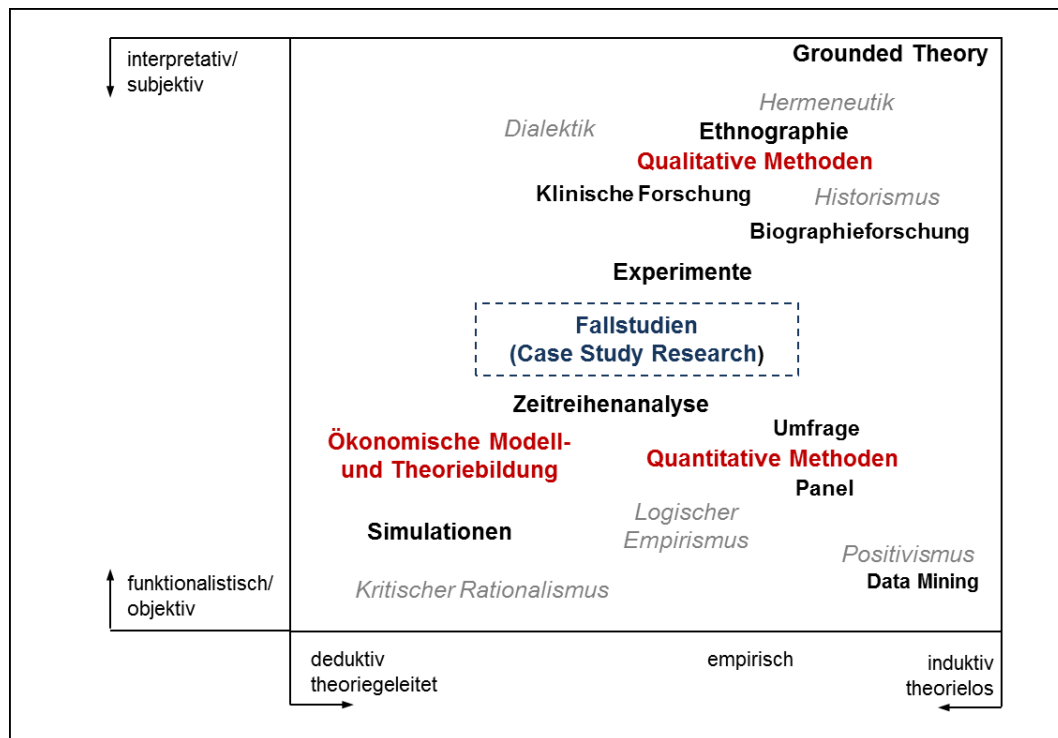 interpretativ/
subjektiv
Grounded Theory
Hermeneutik
Dialektik
Ethnographie
Qualitative Methoden
Klinische Forschung
Historismus
Biographieforschung
Experimente
Fallstudien
(Case Study Research)
Zeitreihenanalyse
Umfrage
Ökonomische Modell-
und Theoriebildung
Quantitative Methoden
Panel
Logischer
Empirismus
Simulationen
Positivismus
Data Mining
Kritischer Rationalismus
funktionalistisch/
objektiv
deduktiv
theoriegeleitet
empirisch
induktiv
theorielos